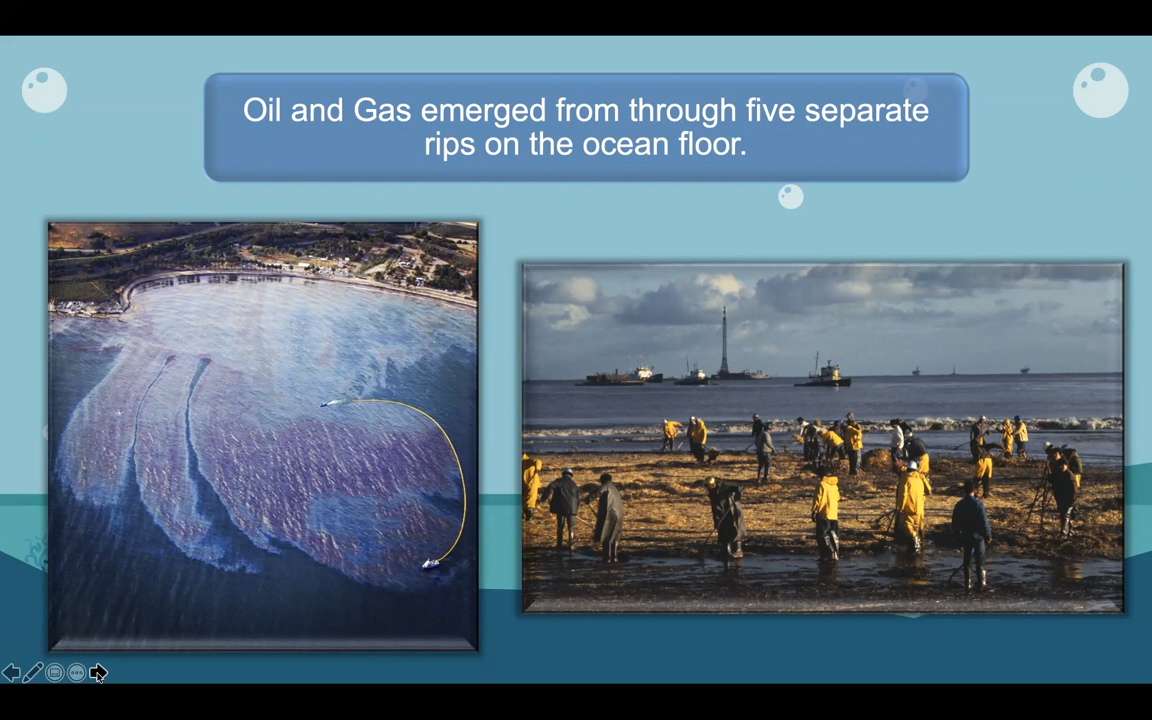 Oil and Gas emerged from through five separate
rips on the ocean floor.